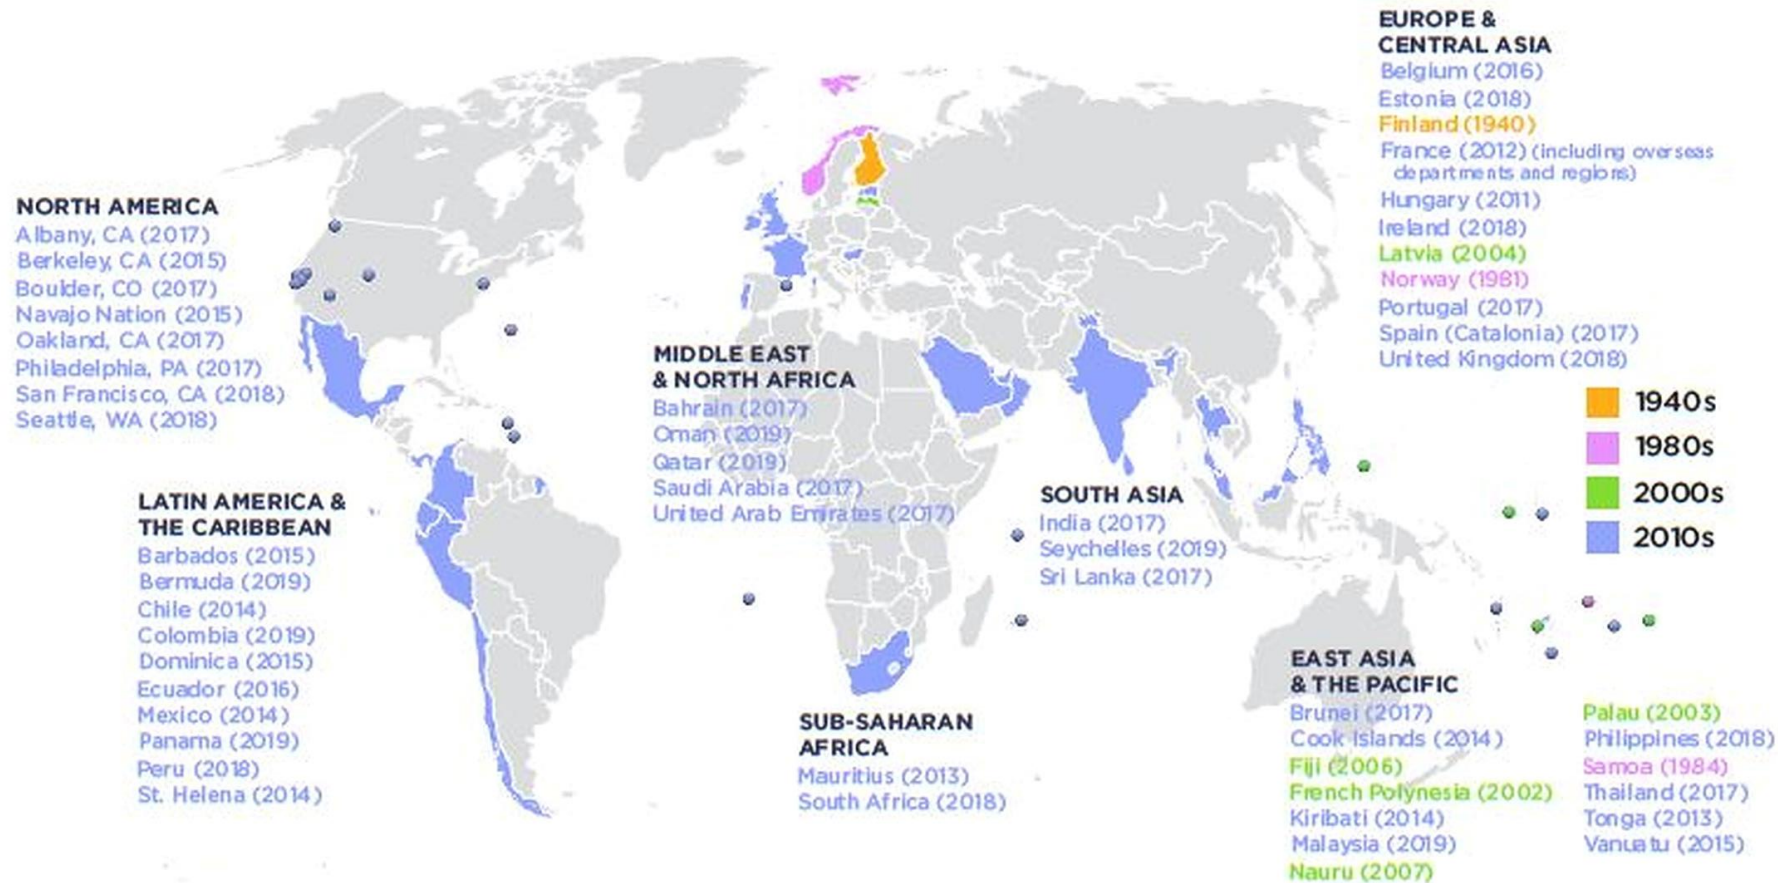 EUROPE &
CENTRAL ASIA
Belgium (2016)
Estonia (2018)
Finland (1940)
France (2012) (including overseas
departments and regions)
Hungary (2011)
Ireland (2018)
Latvia (2004)
Norway (1981)
Portugal (2017)
Spain (Catalonia) (2017)
United Kingdom (2018)
NORTH AMERICA
Albany, CA (2017)
Berkeley, CA (2015)
Boulder, CO (2017)
Navajo Nation (2015)
Oakland, CA (2017)
Philadelphia, PA (2017)
San Francisco, CA (2018)
Seattle, WA (2018)
MIDDLE EAST
& NORTH AFRICA
Bahrain (2017)
Oman (2019)
Qatar (2019)
Saudi Arabia (2017)
United Arab Emirates (2017)
1940s
1980s
2000s
2010s
LATIN AMERICA &
THE CARIBBEAN
Barbados (2015)
Bermuda (2019)
Chile (2014)
Colombia (2019)
Dominica (2015)
Ecuador (2016)
Mexico (2014)
Panama (2019)
Peru (2018)
St. Helena (2014)
SOUTH ASIA
India (2017)
Seychelles (2019)
Sri Lanka (2017)
SUB-SAHARAN
AFRICA
Mauritius (2013)
South Africa (2018)
EAST ASIA
& THE PACIFIC
Brunei (2017)
Cook Islands (2014)
Fiji (2006)
French Polynesia (2002)
Kiribati (2014)
Malaysia (2019)
Nauru (2007)
Palau (2003)
Philippines (2018)
Samoa (1984)
Thailand (2017)
Tonga (2013)
Vanuatu (2015)